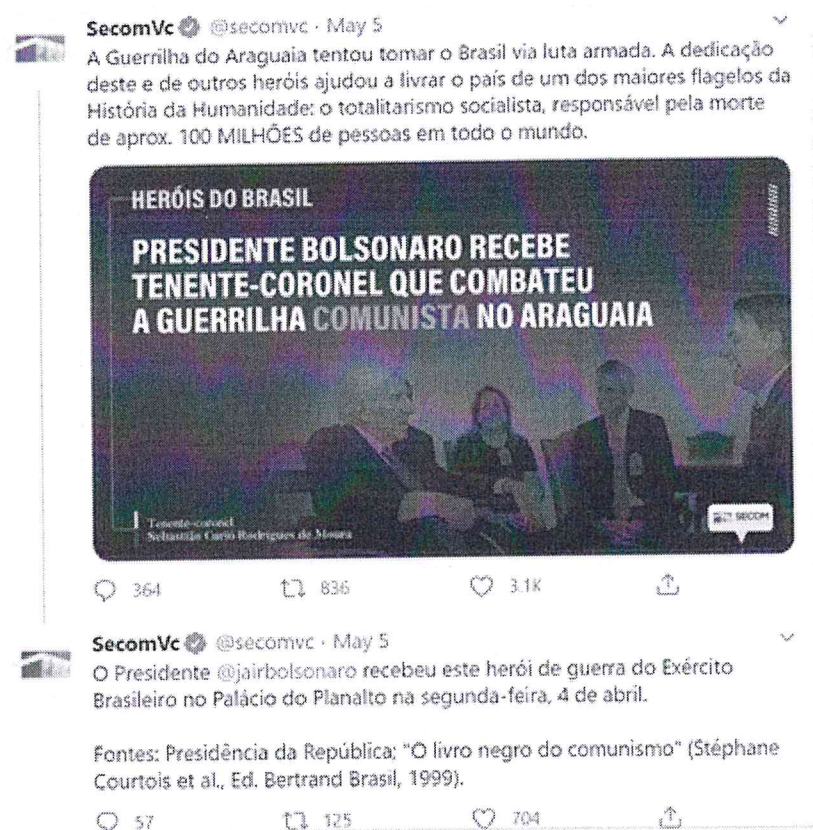 SecomVc @secomvc · May 5
A Guerrilha do Araguaia tentou tomar o Brasil via luta armada. A dedicação
deste e de outros heróis ajudou a livrar o país de um dos maiores flagelos da
História da Humanidade: o totalitarismo socialista, responsável pela morte
de aprox. 100 MILHÕES de pessoas em todo o mundo.
HERÓIS DO BRASIL
PRESIDENTE BOLSONARO RECEBE
TENENTE-CORONEL QUE COMBATEU
A GUERRILHA COMUNISTA NO ARAGUAIA
Tenente-coronel
Sebastião Curió Rodrigues de Moura
SECOM
364 836 3.1K
SecomVc @secomvc · May 5
O Presidente @jairbolsonaro recebeu este herói de guerra do Exército
Brasileiro no Palácio do Planalto na segunda-feira, 4 de abril.
Fontes: Presidência da República; "O livro negro do comunismo" (Stéphane
Courtois et al., Ed. Bertrand Brasil, 1999).
57 125 704